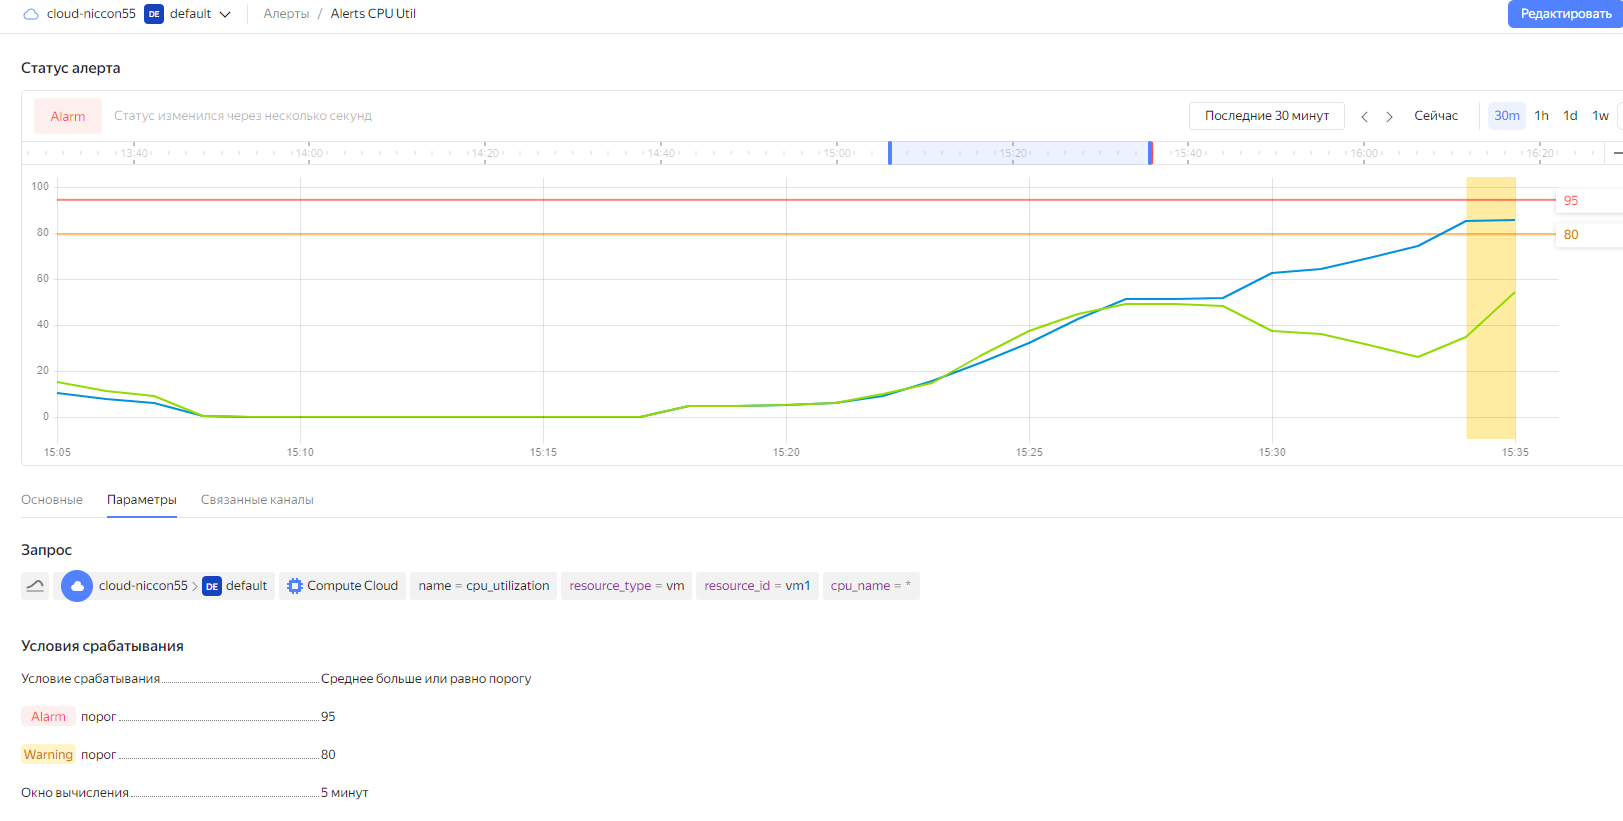 cloud-niccon55 DE default Алерты / Alerts CPU Util Редактировать
Статус алерта
Alarm Статус изменился через несколько секунд Последние 30 минут Сейчас 30m 1h 1d 1w
13:40 14:00 14:20 14:40 15:00 15:20 15:40 16:00 16:20
100
95
80
80
60
40
20
0
15:05 15:10 15:15 15:20 15:25 15:30 15:35
Основные Параметры Связанные каналы
Запрос
cloud-niccon55 > DE default Compute Cloud name = cpu_utilization resource_type = vm resource_id = vm1 cpu_name = *
Условия срабатывания
Условие срабатывания Среднее больше или равно порогу
Alarm порог 95
Warning порог 80
Окно вычисления 5 минут